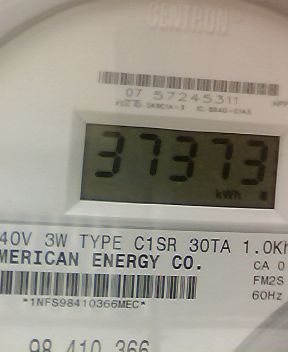 CENTRON
07 57245311
37373
kWh
40V 3W TYPE C1SR 30TA 1.0Kh
MERICAN ENERGY CO.
CA 0
FM2S
60Hz
*1NFS98410366MEC*
98 410 366